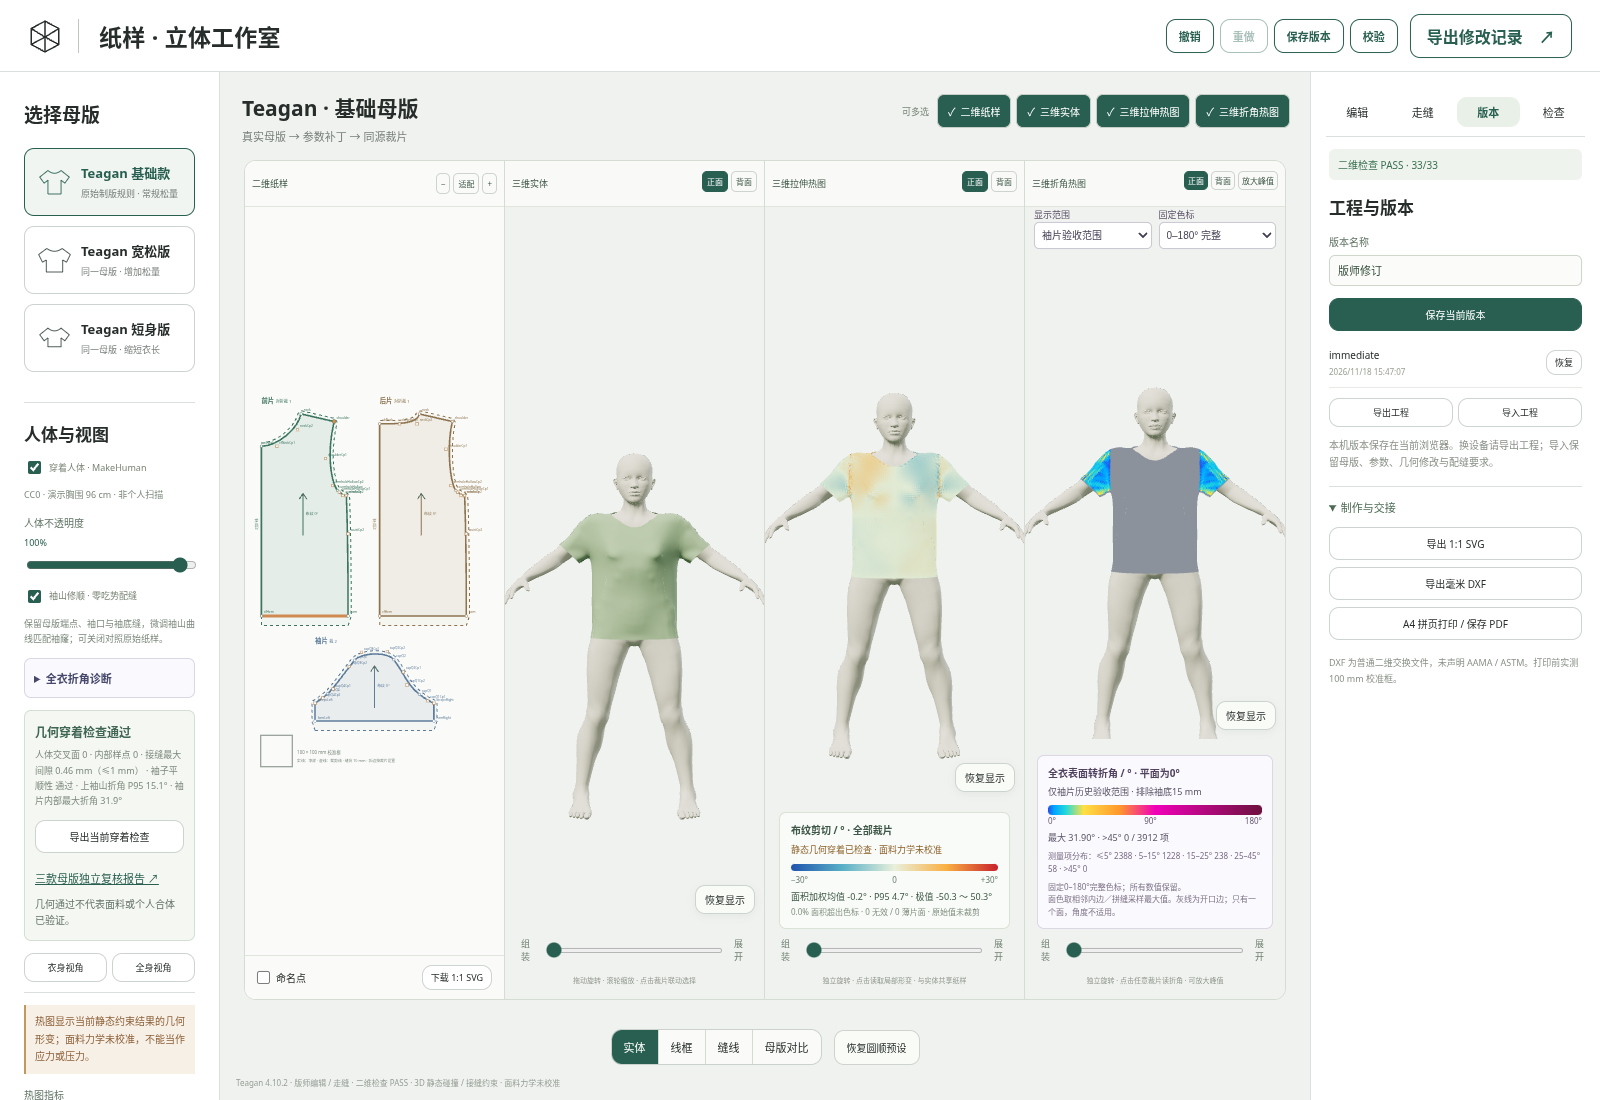 纸样 · 立体工作室
撤销
重做
保存版本
校验
导出修改记录 ↗
选择母版
Teagan 基础款
原始制版规则 · 常规松量
Teagan 宽松版
同一母版 · 增加松量
Teagan 短身版
同一母版 · 缩短衣长
人体与视图
穿着人体 · MakeHuman
CC0 · 演示胸围 96 cm · 非个人扫描
人体不透明度
100%
袖山修顺 · 零吃势配缝
保留母版端点、袖口与袖底缝，微调袖山曲
线匹配袖窿；可关闭对照原始纸样。
▶ 全衣折角诊断
几何穿着检查通过
人体交叉面 0 · 内部样点 0 · 接缝最大
间隙 0.46 mm（≤1 mm） · 袖子平
顺性 通过 · 上袖山折角 P95 15.1° · 袖
片内部最大折角 31.9°
导出当前穿着检查
三款母版独立复核报告 ↗
几何通过不代表面料或个人合体
已验证。
衣身视角
全身视角
热图显示当前静态约束结果的几何
形变；面料力学未校准，不能当作
应力或压力。
热图指标
Teagan · 基础母版
真实母版 → 参数补丁 → 同源裁片
可多选
✓ 二维纸样
✓ 三维实体
✓ 三维拉伸热图
✓ 三维折角热图
二维纸样
−
适配
+
前片
后片
袖片
命名点
下载 1:1 SVG
三维实体
正面
背面
恢复显示
组装
展开
拖动旋转 · 滚轮缩放 · 点击裁片联动选择
三维拉伸热图
正面
背面
恢复显示
布纹剪切 / ° · 全部裁片
静态几何穿着已检查 · 面料力学未校准
−30°
0
+30°
面积加权均值 -0.2° · P95 4.7° · 极值 -50.3 ～ 50.3°
0.0% 面积超出色标 · 0 无效 / 0 薄片面 · 原始值未裁剪
组装
展开
独立旋转 · 点击读取局部形变 · 与实体共享纸样
三维折角热图
正面
背面
放大峰值
显示范围
固定色标
袖片验收范围
0–180° 完整
恢复显示
全衣表面转折角 / ° · 平面为0°
仅袖片历史验收范围 · 排除袖底15 mm
0°
90°
180°
最大 31.90° · >45° 0 / 3912 项
测量项分布：≤5° 2388 · 5–15° 1228 · 15–25° 238 · 25–45°
58 · >45° 0
固定0–180°完整色标；所有数值保留。
面色取相邻内边／拼缝采样最大值。灰线为开口边；只有一
个面，角度不适用。
组装
展开
独立旋转 · 点击任意裁片读折角 · 可放大峰值
实体
线框
缝线
母版对比
恢复圆顺预设
Teagan 4.10.2 · 版师编辑 / 走缝 · 二维检查 PASS · 3D 静态碰撞 / 接缝约束 · 面料力学未校准
编辑
走缝
版本
检查
二维检查 PASS · 33/33
工程与版本
版本名称
版师修订
保存当前版本
immediate
2026/11/18 15:47:07
恢复
导出工程
导入工程
本机版本保存在当前浏览器。换设备请导出工程；导入保
留母版、参数、几何修改与配缝要求。
▼ 制作与交接
导出 1:1 SVG
导出毫米 DXF
A4 拼页打印 / 保存 PDF
DXF 为普通二维交换文件，未声明 AAMA / ASTM。打印前实测
100 mm 校准框。